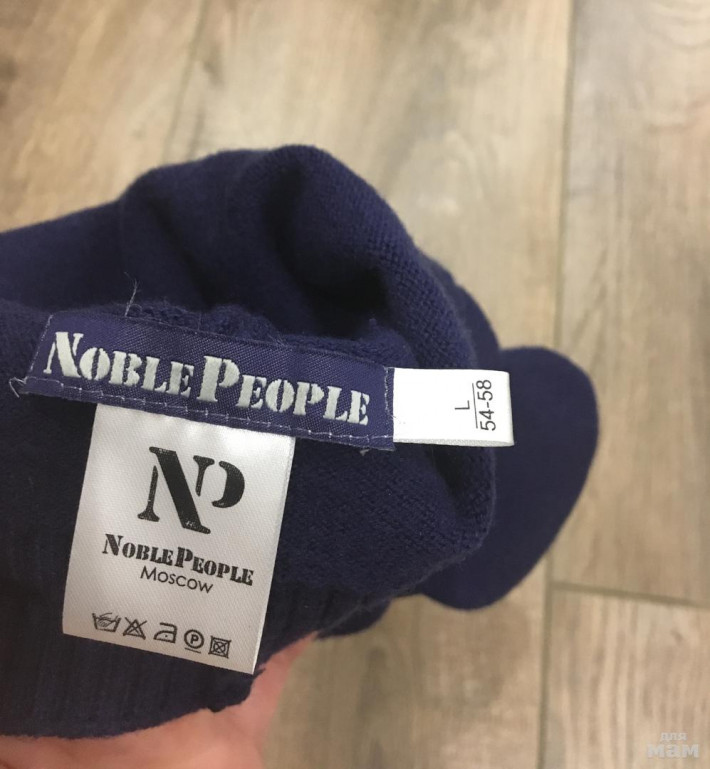 NOBLE PEOPLE
L
54-58
NP
NOBLE PEOPLE
MOSCOW
P
для
мам